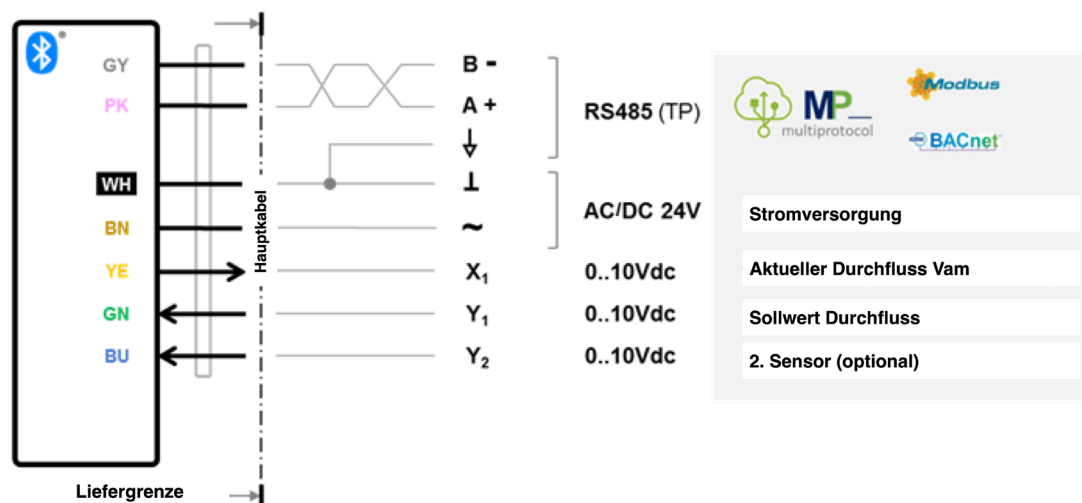 ®
GY
B -
PK
A +
RS485 (TP)
MP_
multiprotocol
Modbus
BACnet
WH
⊥
AC/DC 24V
Stromversorgung
BN
~
Hauptkabel
YE
X₁
0..10Vdc
Aktueller Durchfluss Vam
GN
Y₁
0..10Vdc
Sollwert Durchfluss
BU
Y₂
0..10Vdc
2. Sensor (optional)
Liefergrenze